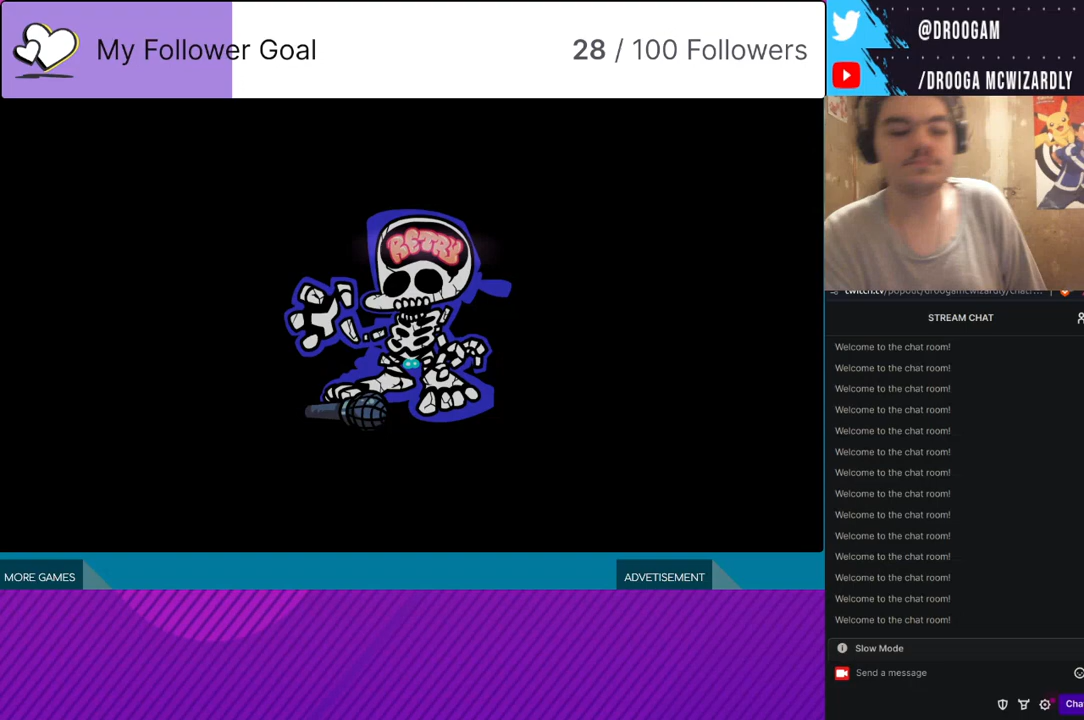 My Follower Goal
28 / 100 Followers
@DROOGAM
/DROOGA MCWIZARDLY
RETRY
STREAM CHAT
Welcome to the chat room!
Welcome to the chat room!
Welcome to the chat room!
Welcome to the chat room!
Welcome to the chat room!
Welcome to the chat room!
Welcome to the chat room!
Welcome to the chat room!
Welcome to the chat room!
Welcome to the chat room!
Welcome to the chat room!
Welcome to the chat room!
Welcome to the chat room!
Welcome to the chat room!
MORE GAMES
ADVETISEMENT
Slow Mode
Send a message
Cha